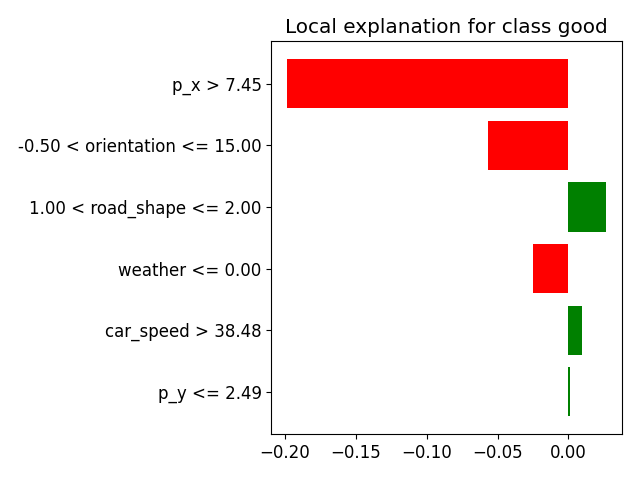 Local explanation for class good
p_x > 7.45
-0.50 < orientation <= 15.00
1.00 < road_shape <= 2.00
weather <= 0.00
car_speed > 38.48
p_y <= 2.49
−0.20 −0.15 −0.10 −0.05 0.00